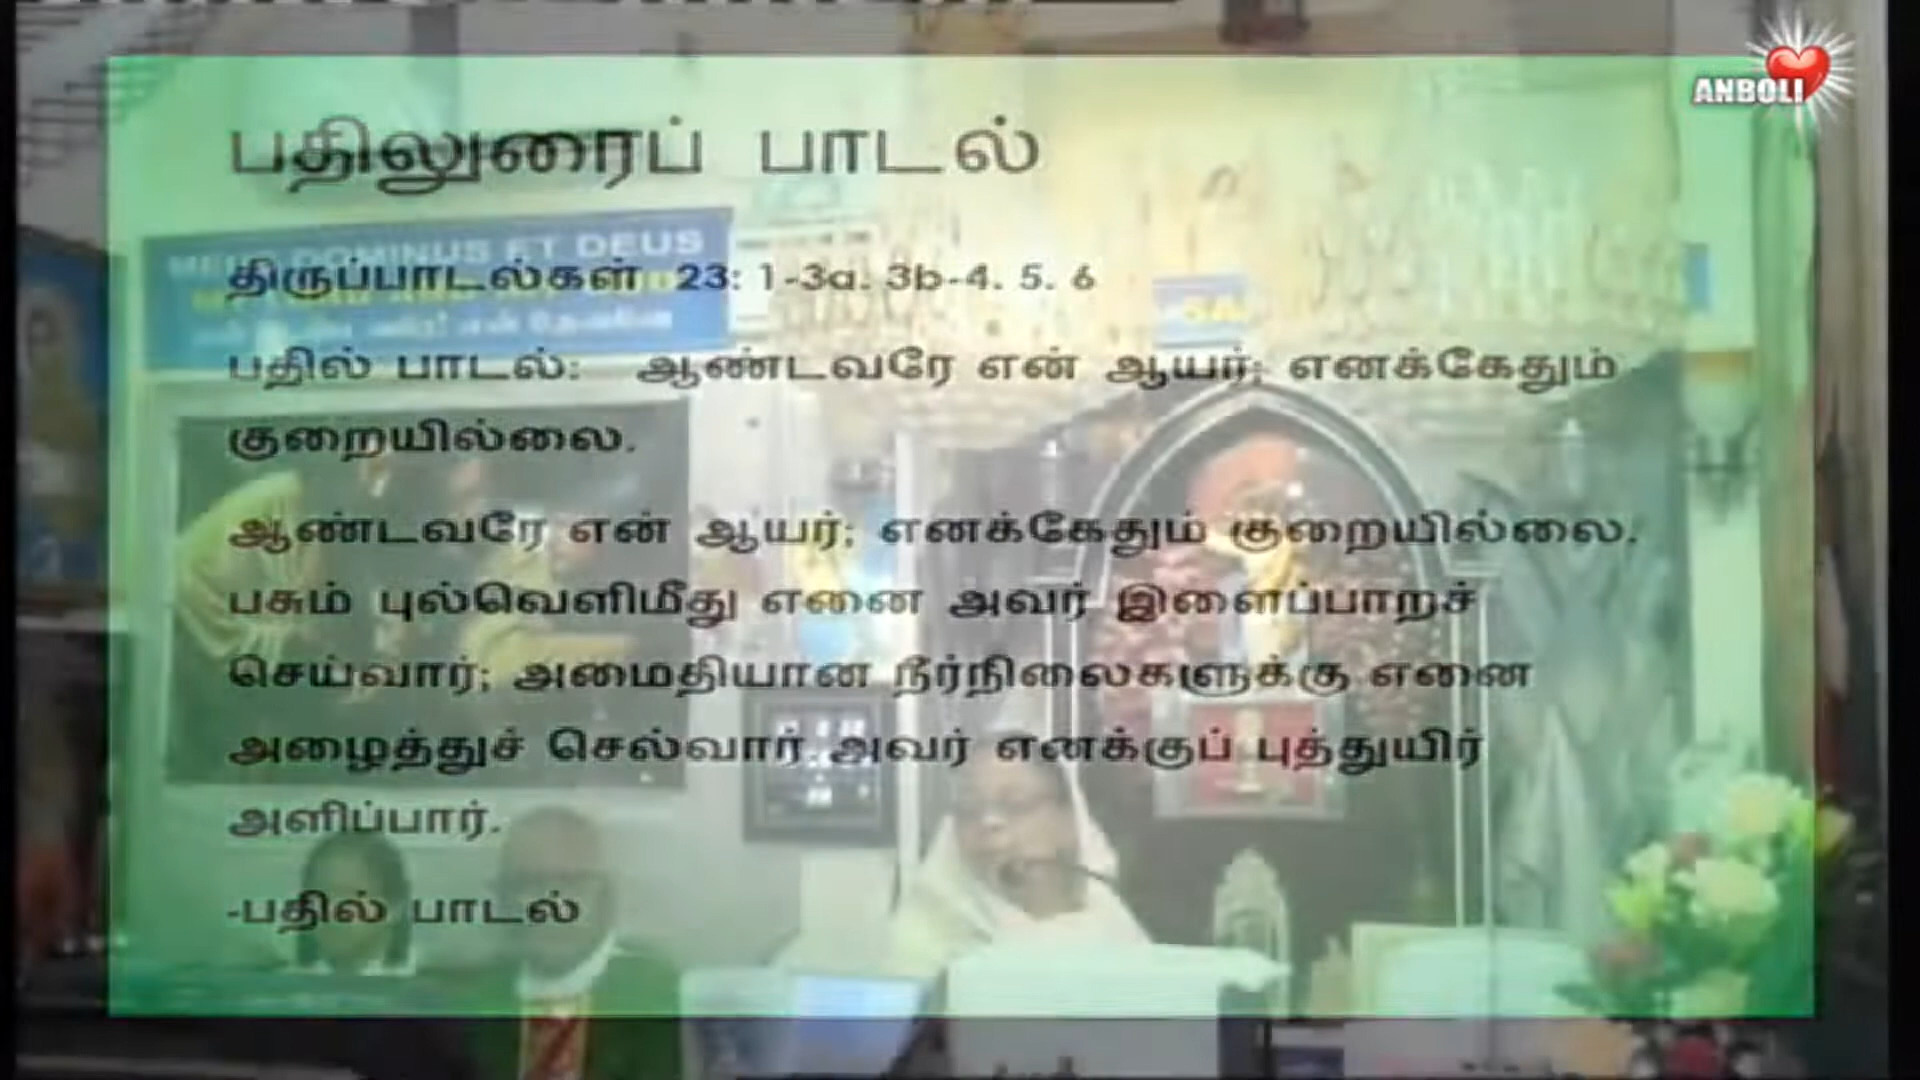 ANBOLI
பதிலுரைப் பாடல்
DOMINUS ET DEUS
திருப்பாடல்கள் 23: 1-3a. 3b-4. 5. 6
பதில் பாடல்: ஆண்டவரே என் ஆயர்; எனக்கேதும்
குறையில்லை.
ஆண்டவரே என் ஆயர்; எனக்கேதும் குறையில்லை.
பசும் புல்வெளிமீது எனை அவர் இளைப்பாறச்
செய்வார்; அமைதியான நீர்நிலைகளுக்கு எனை
அழைத்துச் செல்வார். அவர் எனக்குப் புத்துயிர்
அளிப்பார்.
-பதில் பாடல்